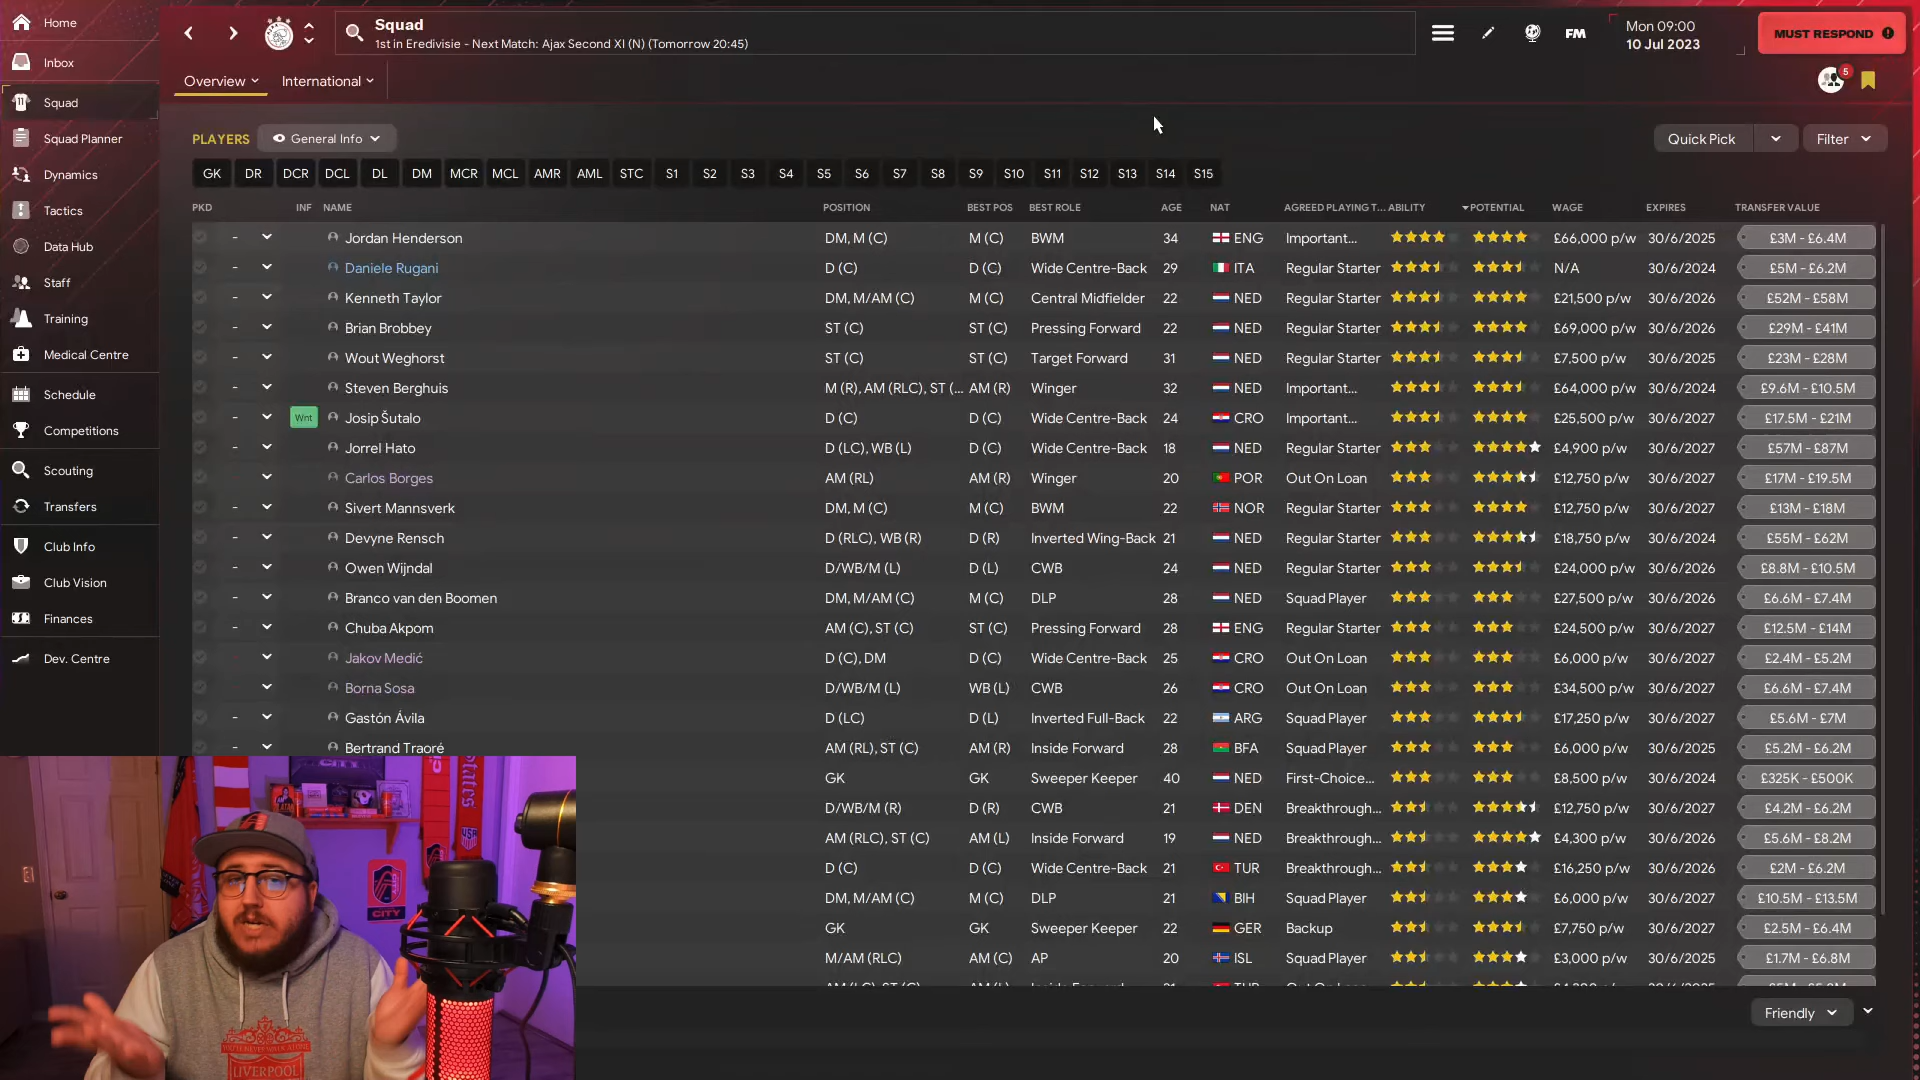 Home
Inbox
Squad
Squad Planner
Dynamics
Tactics
Data Hub
Staff
Training
Medical Centre
Schedule
Competitions
Scouting
Transfers
Club Info
Club Vision
Finances
Dev. Centre
Squad
1st in Eredivisie - Next Match: Ajax Second XI (N) (Tomorrow 20:45)
FM
Mon 09:00
10 Jul 2023
MUST RESPOND
Overview
International
5
PLAYERS
General Info
Quick Pick
Filter
GK DR DCR DCL DL DM MCR MCL AMR AML STC S1 S2 S3 S4 S5 S6 S7 S8 S9 S10 S11 S12 S13 S14 S15
PKD INF NAME POSITION BEST POS BEST ROLE AGE NAT AGREED PLAYING T... ABILITY POTENTIAL WAGE EXPIRES TRANSFER VALUE
- Jordan Henderson DM, M (C) M (C) BWM 34 ENG Important... £66,000 p/w 30/6/2025 £3M - £6.4M
- Daniele Rugani D (C) D (C) Wide Centre-Back 29 ITA Regular Starter N/A 30/6/2024 £5M - £6.2M
- Kenneth Taylor DM, M/AM (C) M (C) Central Midfielder 22 NED Regular Starter £21,500 p/w 30/6/2027 £52M - £58M
- Brian Brobbey ST (C) ST (C) Pressing Forward 22 NED Regular Starter £69,000 p/w 30/6/2026 £29M - £41M
- Wout Weghorst ST (C) ST (C) Target Forward 31 NED Regular Starter £7,500 p/w 30/6/2025 £23M - £28M
- Steven Berghuis M (R), AM (RLC), ST (... AM (R) Winger 32 NED Important... £64,000 p/w 30/6/2026 £9.6M - £10.5M
- Wnt Josip Šutalo D (C) D (C) Wide Centre-Back 24 CRO Important... £25,500 p/w 30/6/2028 £17.5M - £21M
- Jorrel Hato D (LC), WB (L) D (C) Wide Centre-Back 18 NED Regular Starter £4,900 p/w 30/6/2026 £57M - £87M
- Carlos Borges AM (RL) AM (R) Winger 20 POR Out On Loan £12,750 p/w 30/6/2028 £17M - £19.5M
- Sivert Mannsverk DM, M (C) M (C) BWM 22 NOR Regular Starter £12,750 p/w 30/6/2027 £13M - £18M
- Devyne Rensch D (RLC), WB (R) D (R) Inverted Wing-Back 21 NED Regular Starter £18,750 p/w 30/6/2024 £55M - £62M
- Owen Wijndal D/WB/M (L) D (L) CWB 24 NED Regular Starter £24,000 p/w 30/6/2026 £8.8M - £10.5M
- Branco van den Boomen DM, M/AM (C) M (C) DLP 28 NED Squad Player £27,500 p/w 30/6/2026 £6.6M - £7.4M
- Chuba Akpom AM (C), ST (C) ST (C) Pressing Forward 28 ENG Regular Starter £24,500 p/w 30/6/2027 £12.5M - £14M
- Jakov Medić D (C), DM D (C) Wide Centre-Back 25 CRO Out On Loan £6,000 p/w 30/6/2027 £2.4M - £5.2M
- Borna Sosa D/WB/M (L) WB (L) CWB 26 CRO Out On Loan £34,500 p/w 30/6/2027 £6.6M - £7.4M
- Gastón Ávila D (LC) D (L) Inverted Full-Back 22 ARG Squad Player £17,250 p/w 30/6/2027 £5.6M - £7M
- Bertrand Traoré AM (RL), ST (C) AM (R) Inside Forward 28 BFA Squad Player £6,000 p/w 30/6/2025 £5.2M - £6.2M
GK GK Sweeper Keeper 40 NED First-Choice... £8,500 p/w 30/6/2024 £325K - £500K
D/WB/M (R) D (R) CWB 21 DEN Breakthrough... £12,750 p/w 30/6/2027 £4.2M - £6.2M
AM (RLC), ST (C) AM (L) Inside Forward 19 NED Breakthrough... £4,300 p/w 30/6/2026 £5.6M - £8.2M
D (C) D (C) Wide Centre-Back 21 TUR Breakthrough... £16,250 p/w 30/6/2026 £2M - £6.2M
DM, M/AM (C) M (C) DLP 21 BIH Squad Player £6,000 p/w 30/6/2027 £10.5M - £13.5M
GK GK Sweeper Keeper 22 GER Backup £7,750 p/w 30/6/2027 £2.5M - £6.4M
M/AM (RLC) AM (C) AP 20 ISL Squad Player £3,000 p/w 30/6/2025 £1.7M - £6.8M
Friendly
CITY
CITY
LIVERPOOL